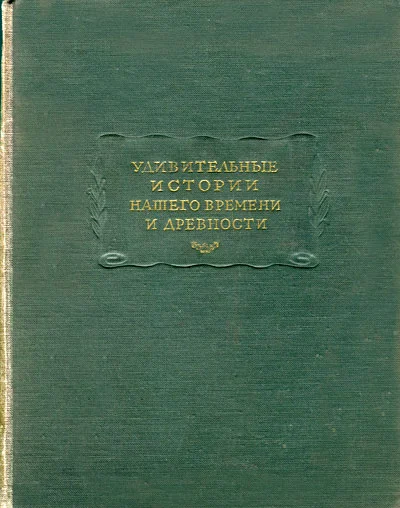 УДИВИТЕЛЬНЫЕ
ИСТОРИИ
НАШЕГО ВРЕМЕНИ
И ДРЕВНОСТИ